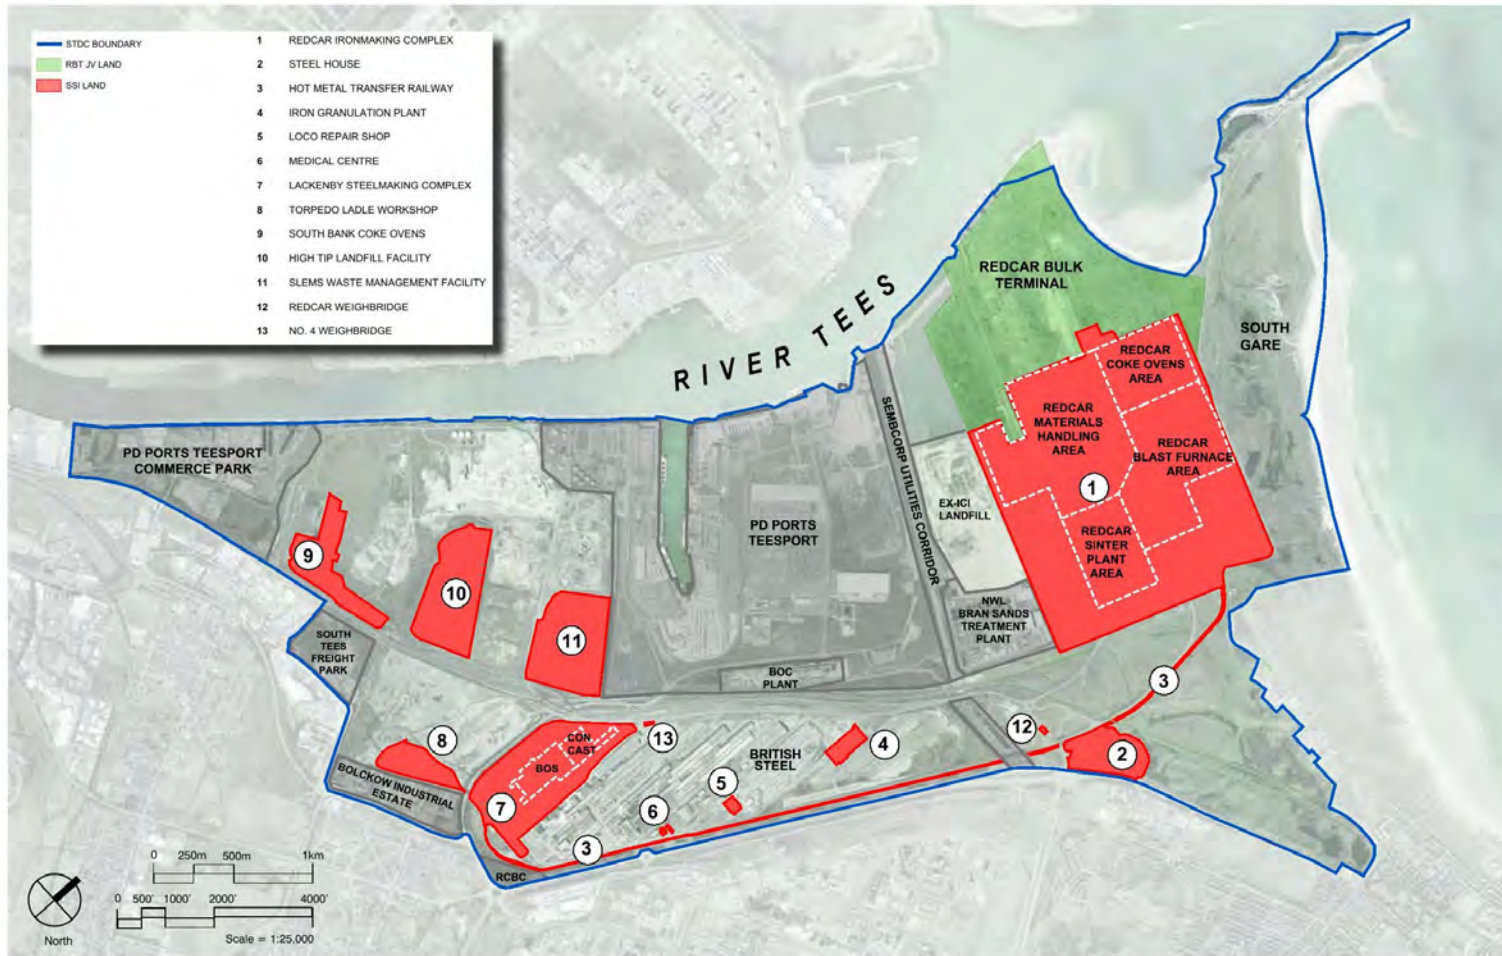 STDC BOUNDARY
RBT JV LAND
SSI LAND
1 REDCAR IRONMAKING COMPLEX
2 STEEL HOUSE
3 HOT METAL TRANSFER RAILWAY
4 IRON GRANULATION PLANT
5 LOCO REPAIR SHOP
6 MEDICAL CENTRE
7 LACKENBY STEELMAKING COMPLEX
8 TORPEDO LADLE WORKSHOP
9 SOUTH BANK COKE OVENS
10 HIGH TIP LANDFILL FACILITY
11 SLEMS WASTE MANAGEMENT FACILITY
12 REDCAR WEIGHBRIDGE
13 NO. 4 WEIGHBRIDGE
RIVER TEES
REDCAR BULK
TERMINAL
SOUTH
GARE
REDCAR
COKE OVENS
AREA
REDCAR
MATERIALS
HANDLING
AREA
REDCAR
BLAST FURNACE
AREA
1
REDCAR
SINTER
PLANT
AREA
SEMBCORP UTILITIES CORRIDOR
EX-ICI
LANDFILL
NWL
BRAN SANDS
TREATMENT
PLANT
PD PORTS TEESPORT
COMMERCE PARK
PD PORTS
TEESPORT
9
10
11
SOUTH
TEES
FREIGHT
PARK
BOC
PLANT
3
12
2
8
CON
CAST
BOS
13
BRITISH
STEEL
4
5
6
7
3
BOLCKOW INDUSTRIAL
ESTATE
RCBC
0 250m 500m 1km
0 500' 1000' 2000' 4000'
Scale = 1:25,000
North